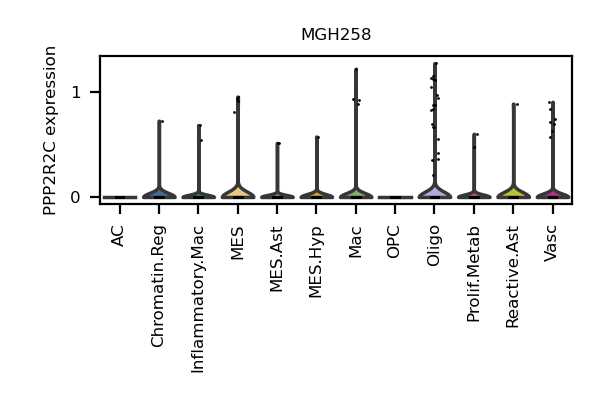 MGH258
PPP2R2C expression
1
0
AC
Chromatin.Reg
Inflammatory.Mac
MES
MES.Ast
MES.Hyp
Mac
OPC
Oligo
Prolif.Metab
Reactive.Ast
Vasc